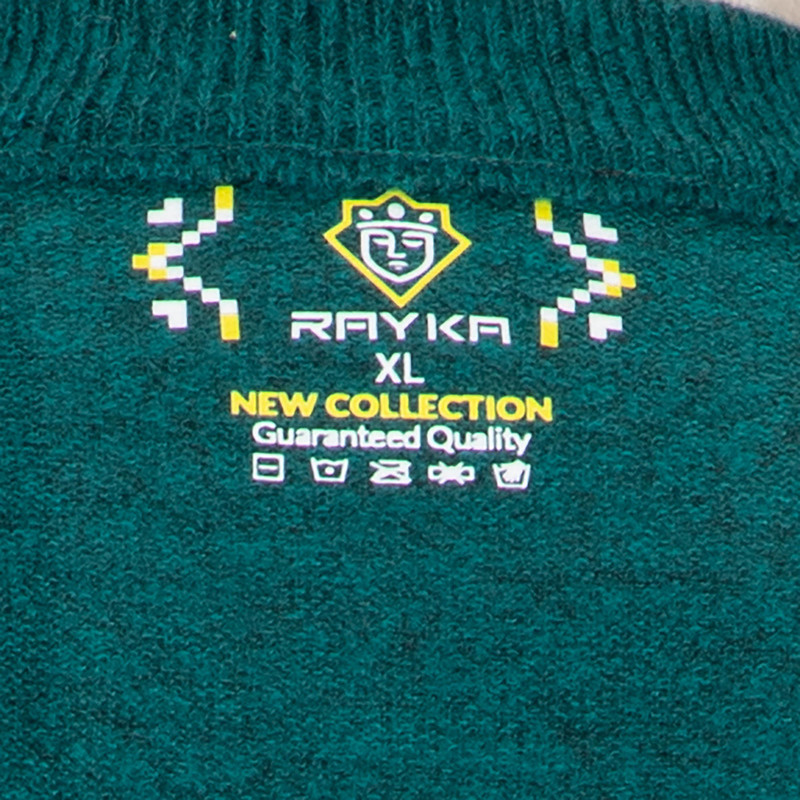 RAYKA
XL
NEW COLLECTION
Guaranteed Quality